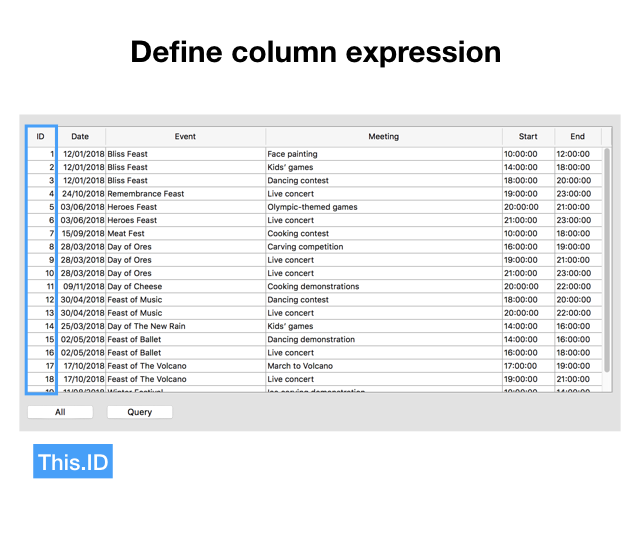 Define column expression
ID Date Event Meeting Start End
1 12/01/2018 Bliss Feast Face painting 10:00:00 12:00:00
2 12/01/2018 Bliss Feast Kids' games 14:00:00 18:00:00
3 12/01/2018 Bliss Feast Dancing contest 18:00:00 20:00:00
4 24/10/2018 Remembrance Feast Live concert 19:00:00 23:00:00
5 03/06/2018 Heroes Feast Olympic-themed games 20:00:00 21:00:00
6 03/06/2018 Heroes Feast Live concert 21:00:00 23:00:00
7 15/09/2018 Meat Fest Cooking contest 10:00:00 18:00:00
8 28/03/2018 Day of Ores Carving competition 16:00:00 19:00:00
9 28/03/2018 Day of Ores Live concert 19:00:00 21:00:00
10 28/03/2018 Day of Ores Live concert 21:00:00 23:00:00
11 09/11/2018 Day of Cheese Cooking demonstrations 20:00:00 22:00:00
12 30/04/2018 Feast of Music Dancing contest 18:00:00 20:00:00
13 30/04/2018 Feast of Music Live concert 20:00:00 22:00:00
14 25/03/2018 Day of The New Rain Kids' games 14:00:00 16:00:00
15 02/05/2018 Feast of Ballet Dancing demonstration 14:00:00 16:00:00
16 02/05/2018 Feast of Ballet Live concert 16:00:00 18:00:00
17 17/10/2018 Feast of The Volcano March to Volcano 17:00:00 19:00:00
18 17/10/2018 Feast of The Volcano Live concert 19:00:00 21:00:00
All Query
This.ID